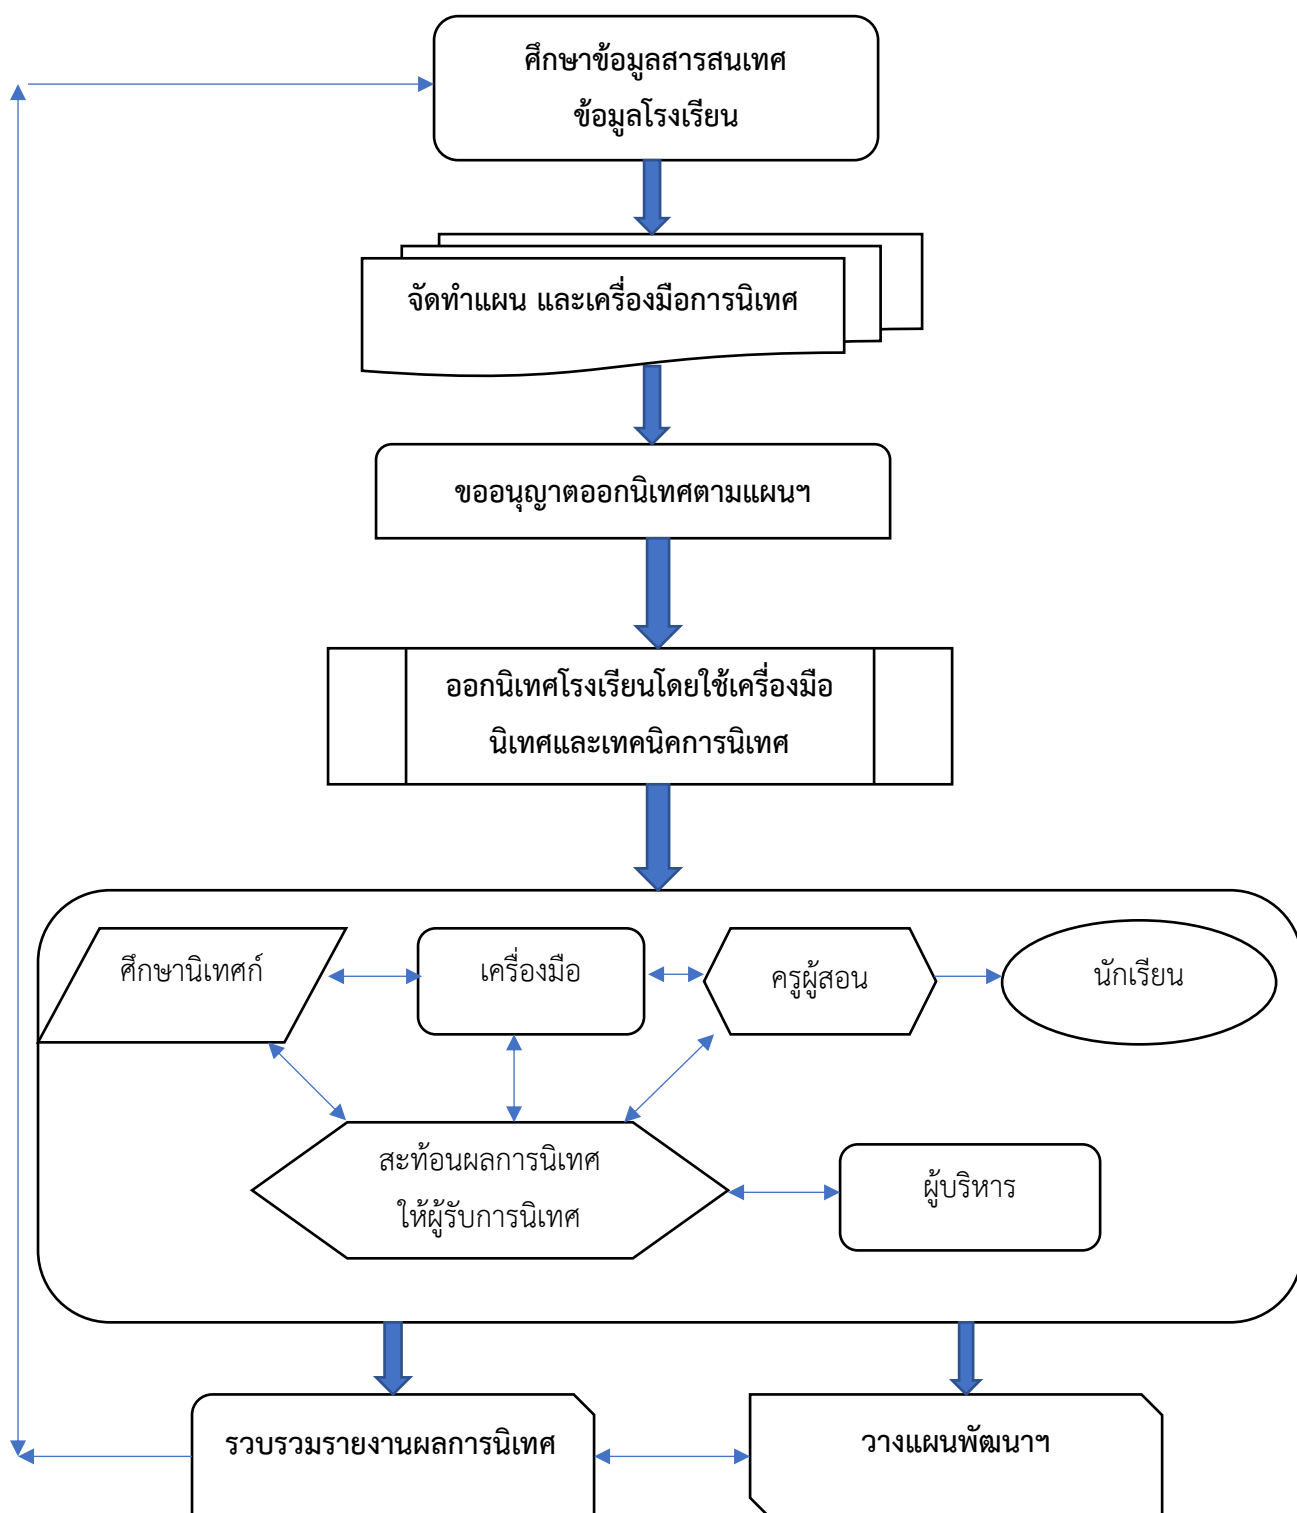 ศึกษาข้อมูลสารสนเทศ
ข้อมูลโรงเรียน
จัดทำแผน และเครื่องมือการนิเทศ
ขออนุญาตออกนิเทศตามแผนฯ
ออกนิเทศโรงเรียนโดยใช้เครื่องมือ
นิเทศและเทคนิคการนิเทศ
ศึกษานิเทศก์
เครื่องมือ
ครูผู้สอน
นักเรียน
สะท้อนผลการนิเทศ
ให้ผู้รับการนิเทศ
ผู้บริหาร
รวบรวมรายงานผลการนิเทศ
วางแผนพัฒนาฯ